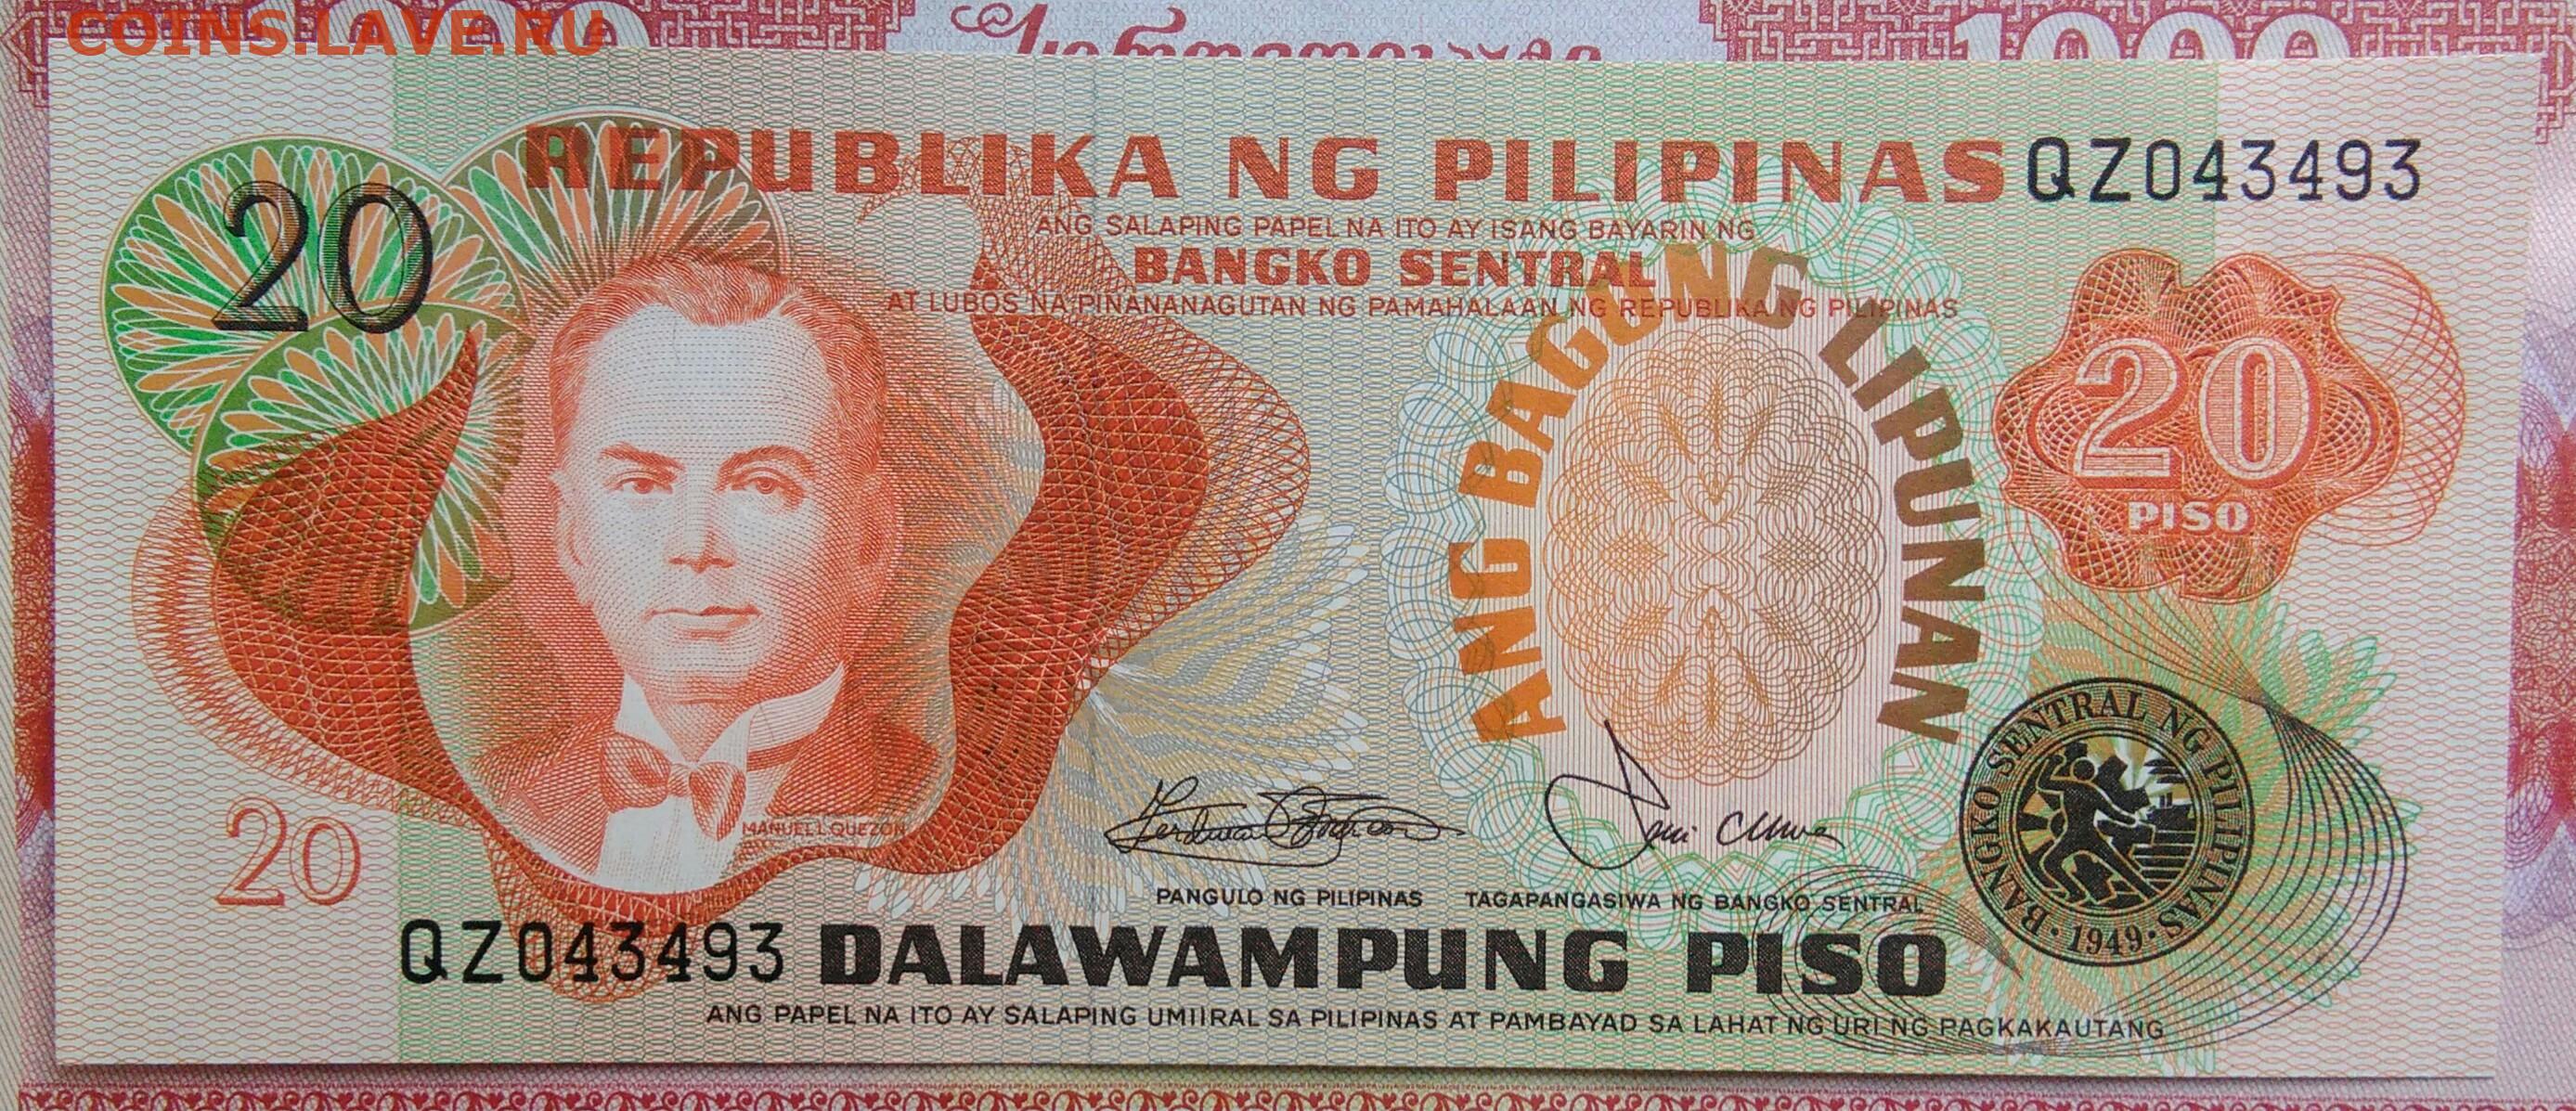 COINS.LAVE.RU
1000
REPUBLIKA NG PILIPINAS QZ043493
20
ANG SALAPING PAPEL NA ITO AY ISANG BAYARIN NG
BANGKO SENTRAL
AT LUBOS NA PINANANAGUTAN NG PAMAHALAAN NG REPUBLIKA NG PILIPINAS
ANG BAGONG LIPUNAN
20
PISO
MANUEL L. QUEZON
20
BANGKO SENTRAL NG PILIPINAS · 1949 ·
PANGULO NG PILIPINAS TAGAPANGASIWA NG BANGKO SENTRAL
QZ043493 DALAWAMPUNG PISO
ANG PAPEL NA ITO AY SALAPING UMIIRAL SA PILIPINAS AT PAMBAYAD SA LAHAT NG URI NG PAGKAKAUTANG